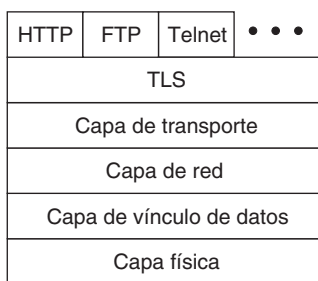 HTTP FTP Telnet • • •
TLS
Capa de transporte
Capa de red
Capa de vínculo de datos
Capa física